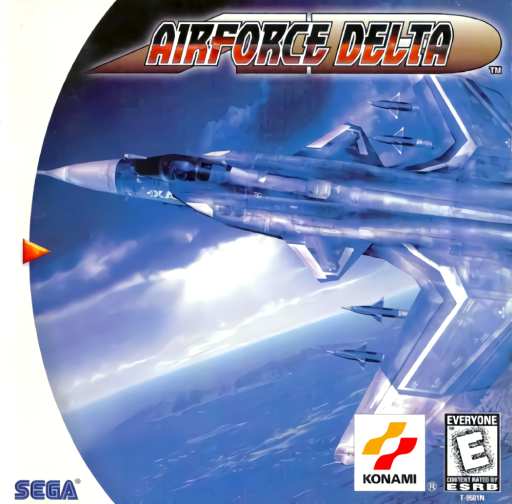 AIRFORCE DELTA
TM
SEGA
KONAMI
®
EVERYONE
E
CONTENT RATED BY
ESRB
T-9501N